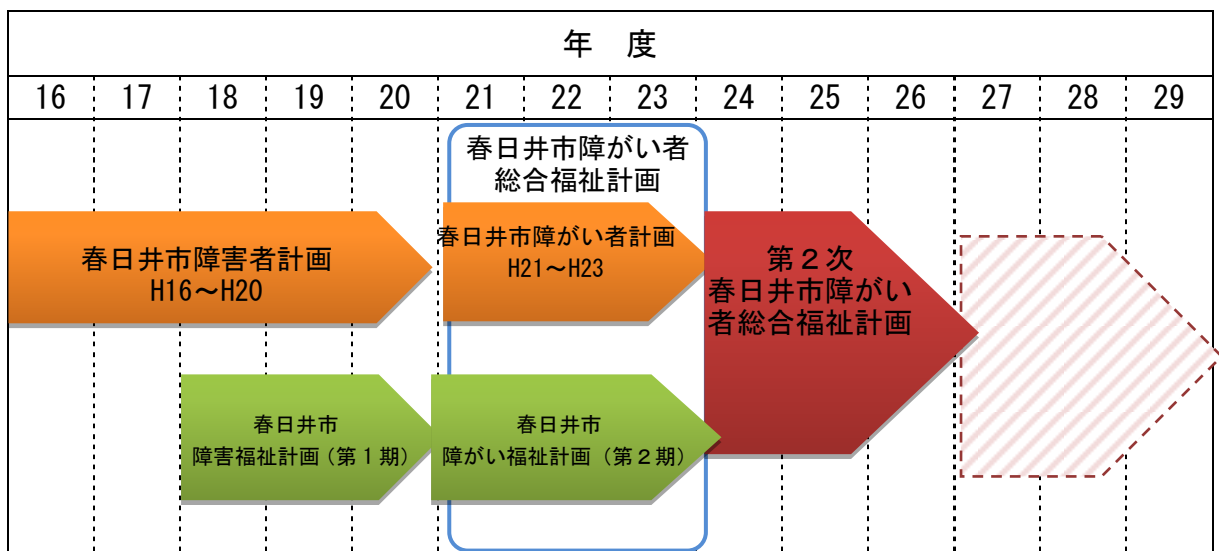 年 度
16 17 18 19 20 21 22 23 24 25 26 27 28 29
春日井市障がい者
総合福祉計画
春日井市障害者計画
H16～H20
春日井市障がい者計画
H21～H23
第２次
春日井市障がい
者総合福祉計画
春日井市
障害福祉計画（第１期）
春日井市
障がい福祉計画（第２期）